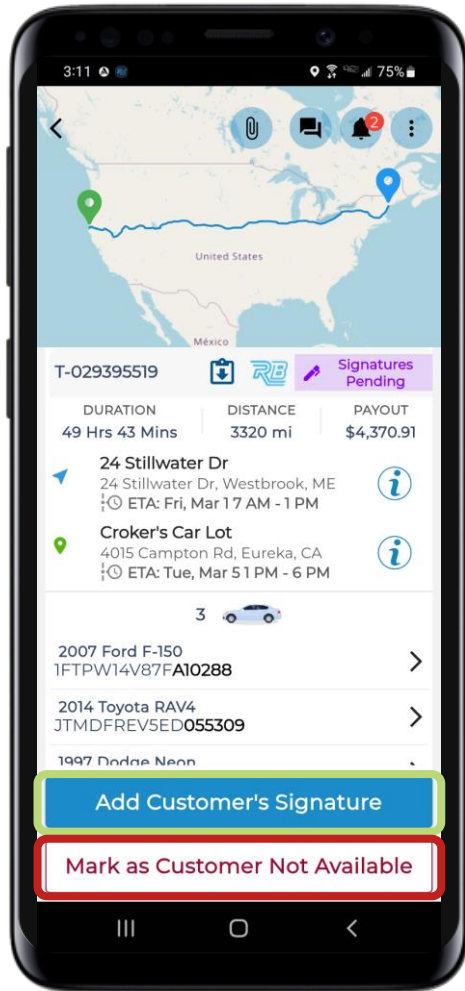 3:11
75%
2
United States
México
T-029395519
RB
Signatures
Pending
DURATION
DISTANCE
PAYOUT
49 Hrs 43 Mins
3320 mi
$4,370.91
24 Stillwater Dr
24 Stillwater Dr, Westbrook, ME
ETA: Fri, Mar 1 7 AM - 1 PM
i
Croker's Car Lot
4015 Campton Rd, Eureka, CA
ETA: Tue, Mar 5 1 PM - 6 PM
i
3
2007 Ford F-150
1FTPW14V87FA10288
2014 Toyota RAV4
JTMDFREV5ED055309
1997 Dodge Neon
Add Customer's Signature
Mark as Customer Not Available